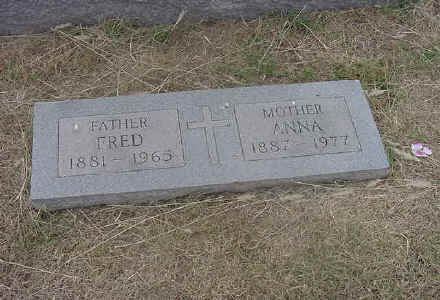 FATHER
FRED
1881 - 1965
MOTHER
ANNA
1887 - 1977